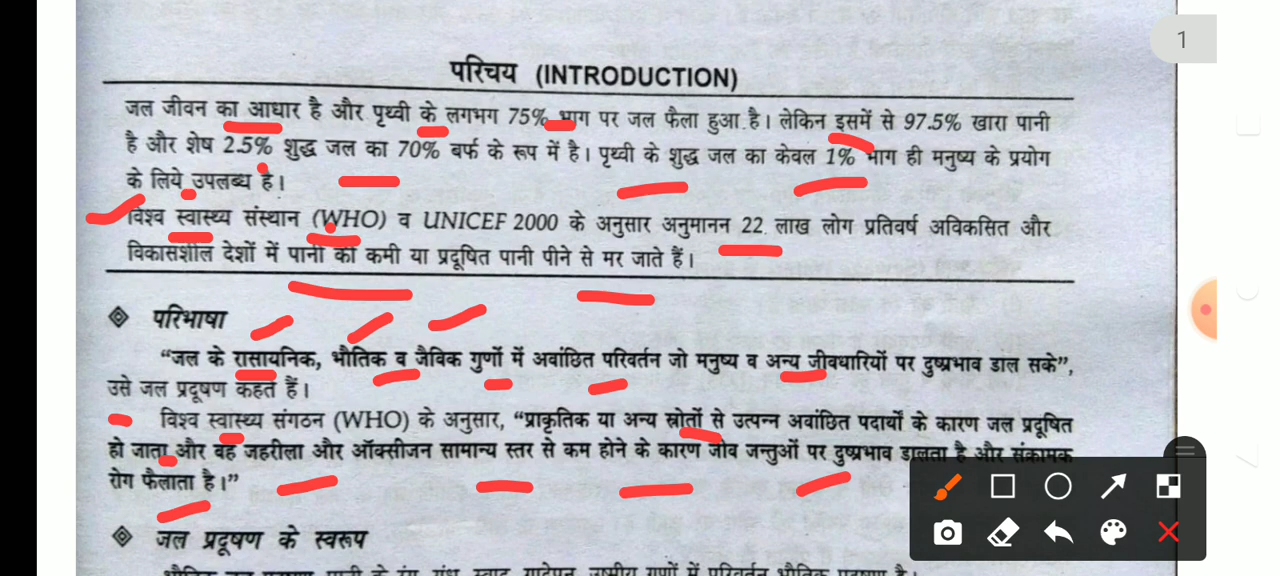 1
परिचय (INTRODUCTION)
जल जीवन का आधार है और पृथ्वी के लगभग 75% भाग पर जल फैला हुआ है। लेकिन इसमें से 97.5% खारा पानी
है और शेष 2.5% शुद्ध जल का 70% बर्फ के रूप में है। पृथ्वी के शुद्ध जल का केवल 1% भाग ही मनुष्य के प्रयोग
के लिये उपलब्ध है।
विश्व स्वास्थ्य संस्थान (WHO) व UNICEF 2000 के अनुसार अनुमानन 22 लाख लोग प्रतिवर्ष अविकसित और
विकासशील देशों में पानी की कमी या प्रदूषित पानी पीने से मर जाते हैं।
परिभाषा
“जल के रासायनिक, भौतिक व जैविक गुणों में अवांछित परिवर्तन जो मनुष्य व अन्य जीवधारियों पर दुष्प्रभाव डाल सके”,
उसे जल प्रदूषण कहते हैं।
विश्व स्वास्थ्य संगठन (WHO) के अनुसार, “प्राकृतिक या अन्य स्रोतों से उत्पन्न अवांछित पदार्थों के कारण जल प्रदूषित
हो जाता और वह जहरीला और ऑक्सीजन सामान्य स्तर से कम होने के कारण जीव जन्तुओं पर दुष्प्रभाव डालता है और संक्रामक
रोग फैलाता है।”
जल प्रदूषण के स्वरूप